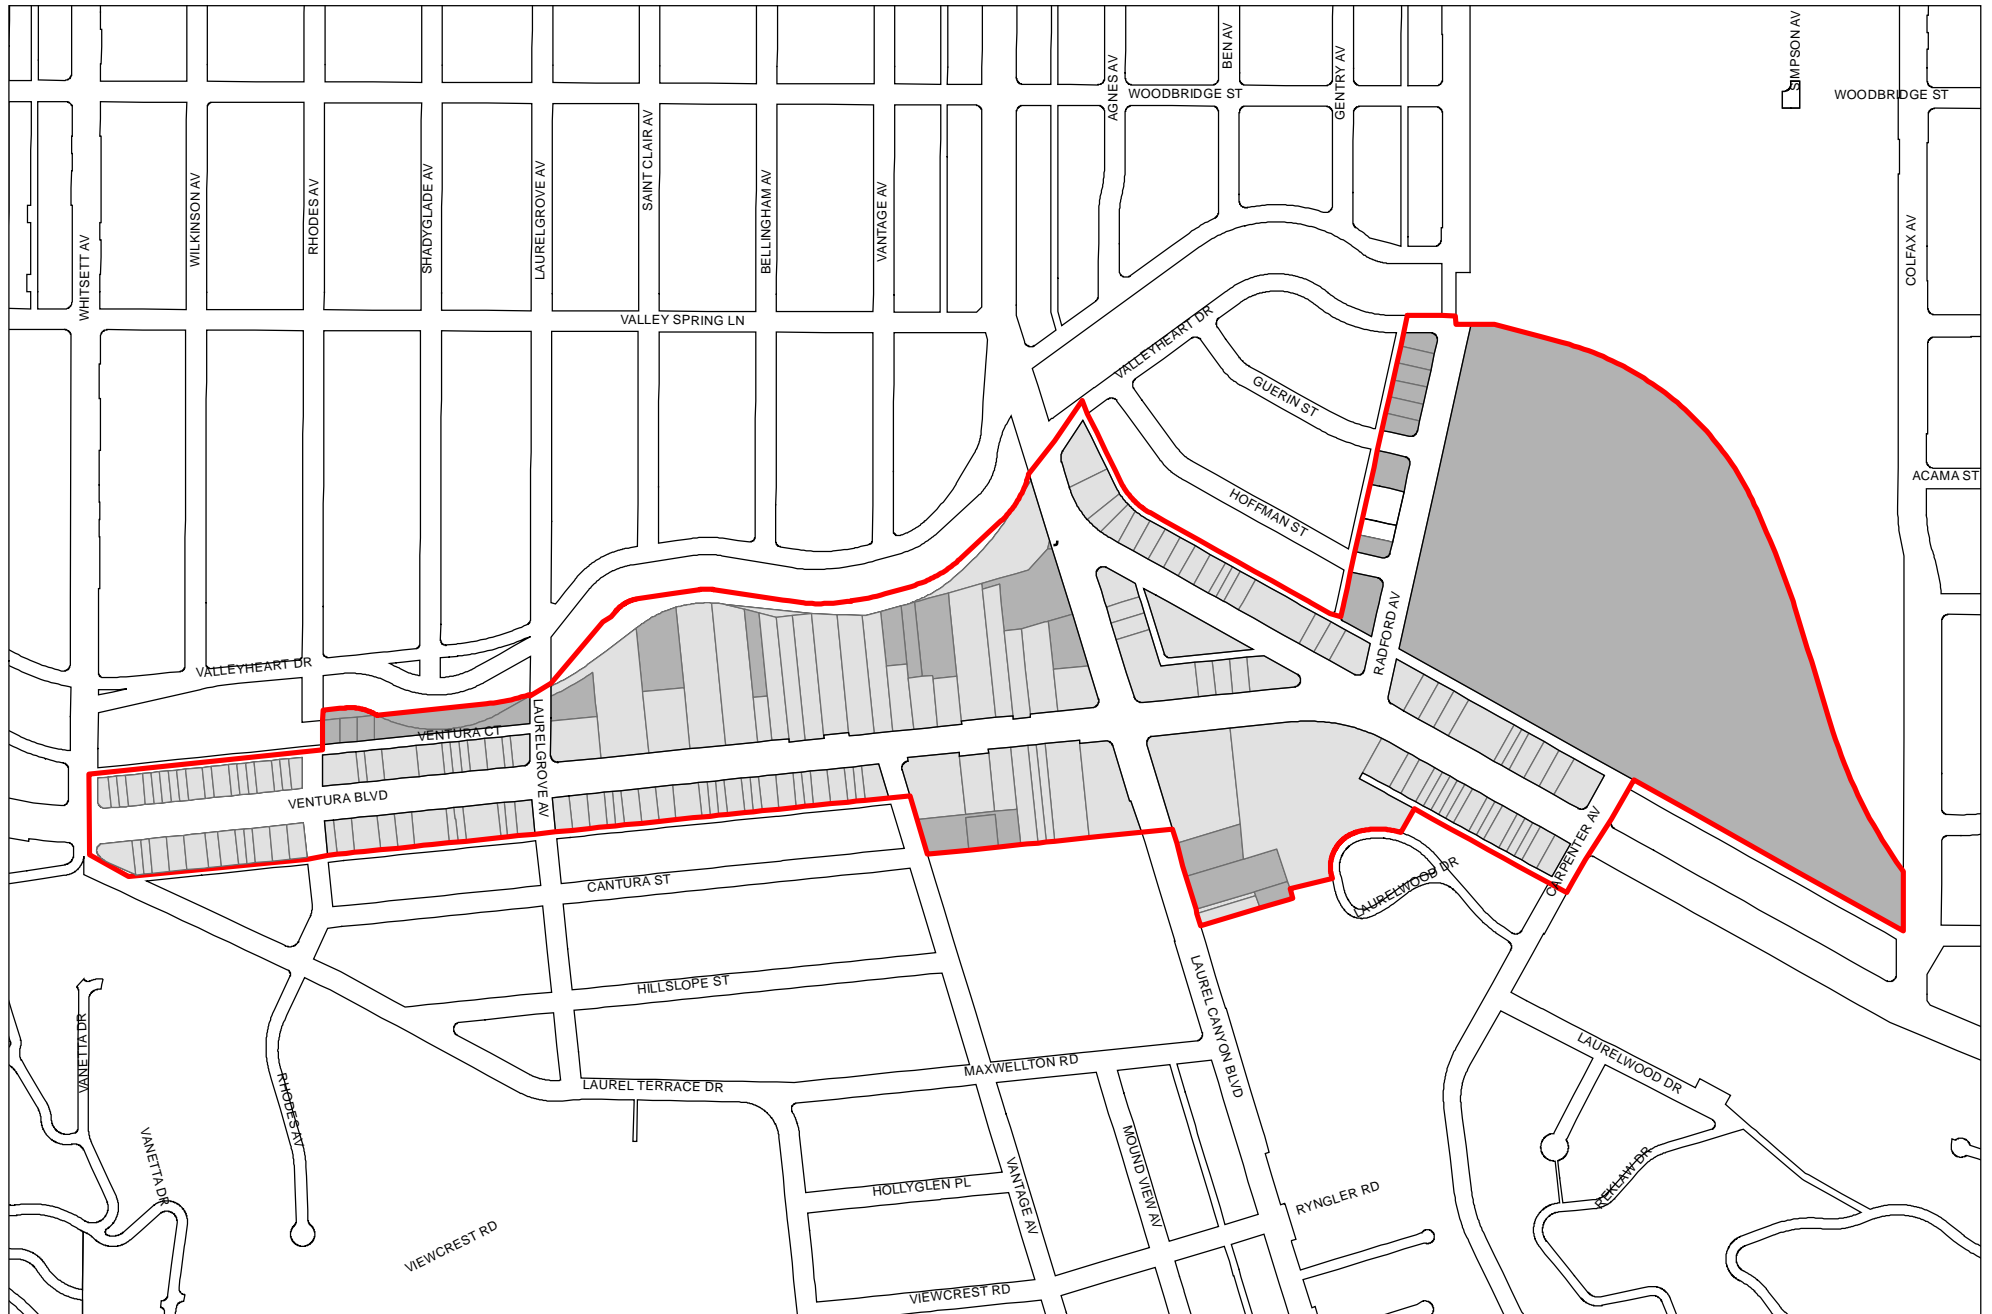 SIMPSON AV
BEN AV
AGNES AV
GENTRY AV
WOODBRIDGE ST
WOODBRIDGE ST
SAINT CLAIR AV
WILKINSON AV
RHODES AV
SHADYGLADE AV
LAURELGROVE AV
BELLINGHAM AV
VANTAGE AV
WHITSETT AV
COLFAX AV
VALLEY SPRING LN
VALLEYHEART DR
GUERIN ST
ACAMA ST
HOFFMAN ST
RADFORD AV
VALLEYHEART DR
VENTURA CT
LAURELGROVE AV
VENTURA BLVD
CARPENTER AV
LAURELWOOD DR
CANTURA ST
HILLSLOPE ST
LAUREL CANYON BLVD
VANETTA DR
RHODES AV
MAXWELLTON RD
LAUREL TERRACE DR
LAURELWOOD DR
VANETTA DR
MOUND VIEW AV
VANTAGE AV
HOLLYGLEN PL
RYNGLER RD
REKLAW DR
VIEWCREST RD
VIEWCREST RD